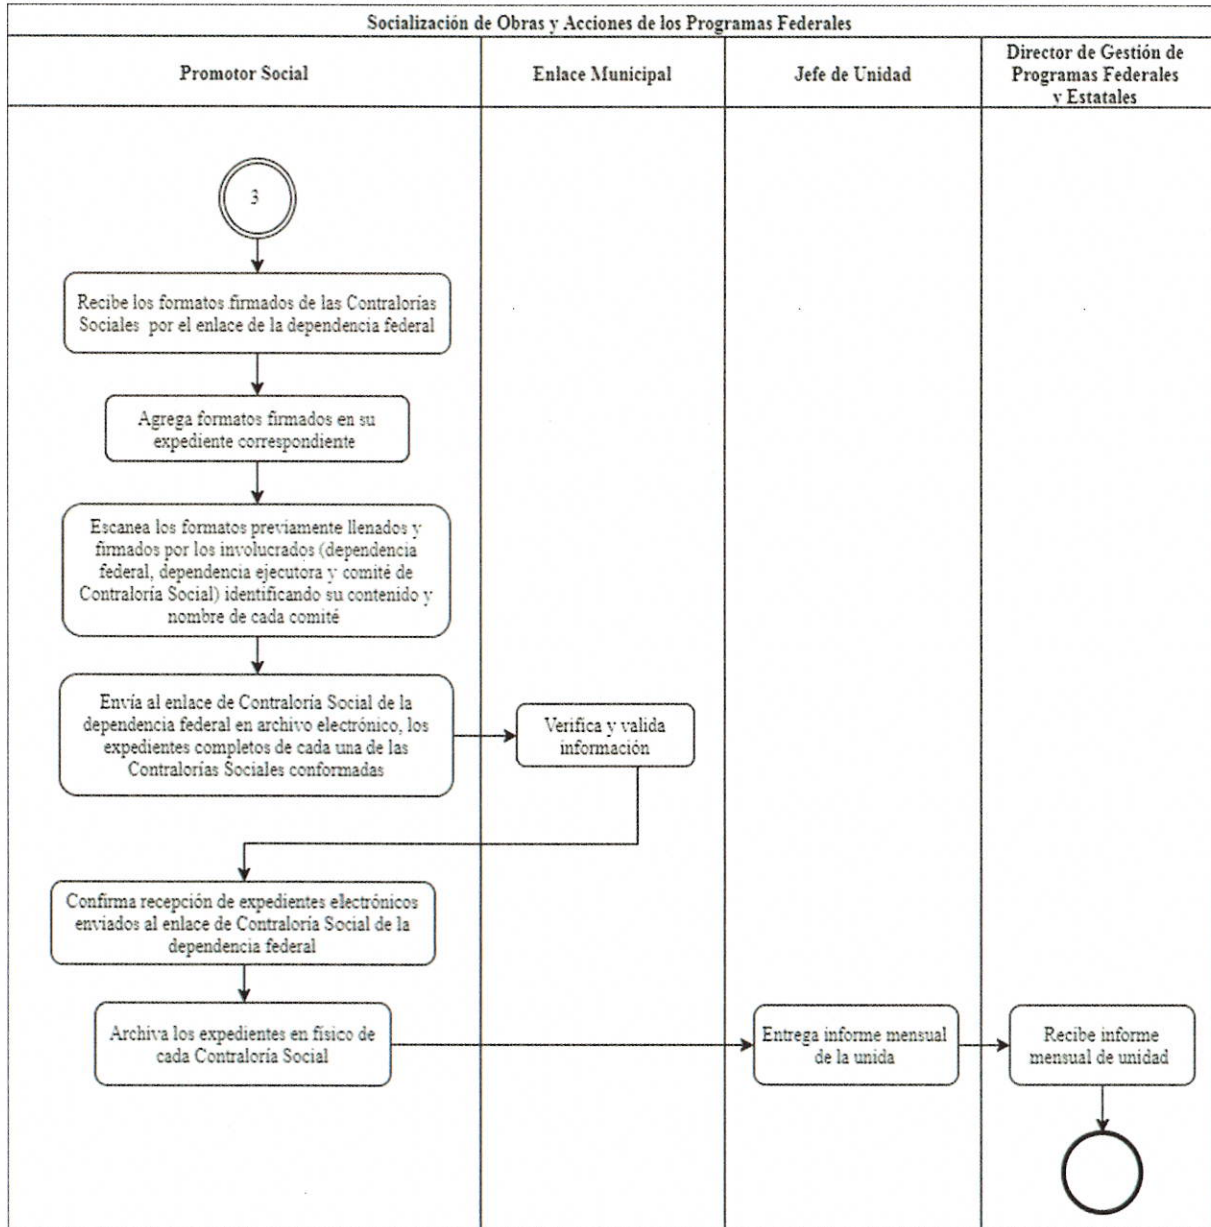 Socialización de Obras y Acciones de los Programas Federales
Promotor Social
Enlace Municipal
Jefe de Unidad
Director de Gestión de
Programas Federales
y Estatales
3
Recibe los formatos firmados de las Contralorías
Sociales por el enlace de la dependencia federal
Agrega formatos firmados en su
expediente correspondiente
Escanea los formatos previamente llenados y
firmados por los involucrados (dependencia
federal, dependencia ejecutora y comité de
Contraloría Social) identificando su contenido y
nombre de cada comité
Envía al enlace de Contraloría Social de la
dependencia federal en archivo electrónico, los
expedientes completos de cada una de las
Contralorías Sociales conformadas
Verifica y valida
información
Confirma recepción de expedientes electrónicos
enviados al enlace de Contraloría Social de la
dependencia federal
Archiva los expedientes en físico de
cada Contraloría Social
Entrega informe mensual
de la unida
Recibe informe
mensual de unidad